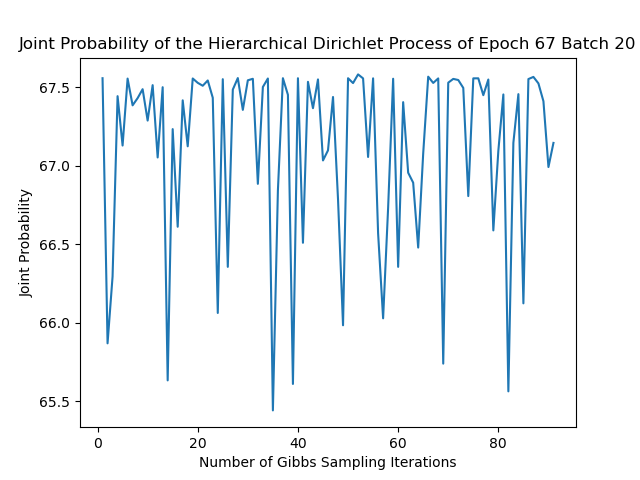 Joint Probability of the Hierarchical Dirichlet Process of Epoch 67 Batch 20
67.5
67.0
66.5
66.0
65.5
Joint Probability
0 20 40 60 80
Number of Gibbs Sampling Iterations